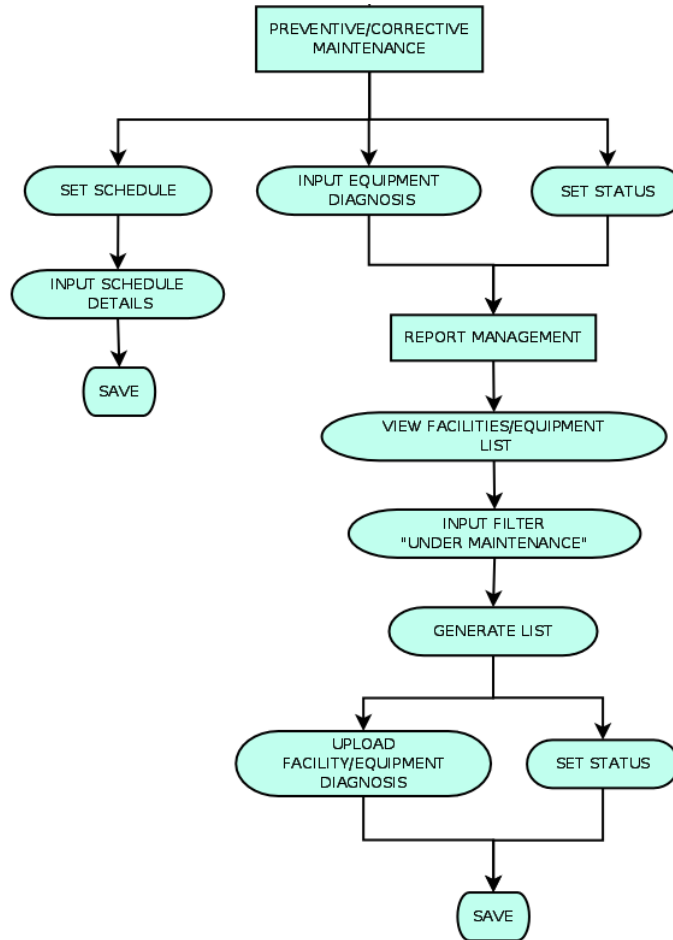 PREVENTIVE/CORRECTIVE
MAINTENANCE
SET SCHEDULE
INPUT EQUIPMENT
DIAGNOSIS
SET STATUS
INPUT SCHEDULE
DETAILS
REPORT MANAGEMENT
SAVE
VIEW FACILITIES/EQUIPMENT
LIST
INPUT FILTER
"UNDER MAINTENANCE"
GENERATE LIST
UPLOAD
FACILITY/EQUIPMENT
DIAGNOSIS
SET STATUS
SAVE